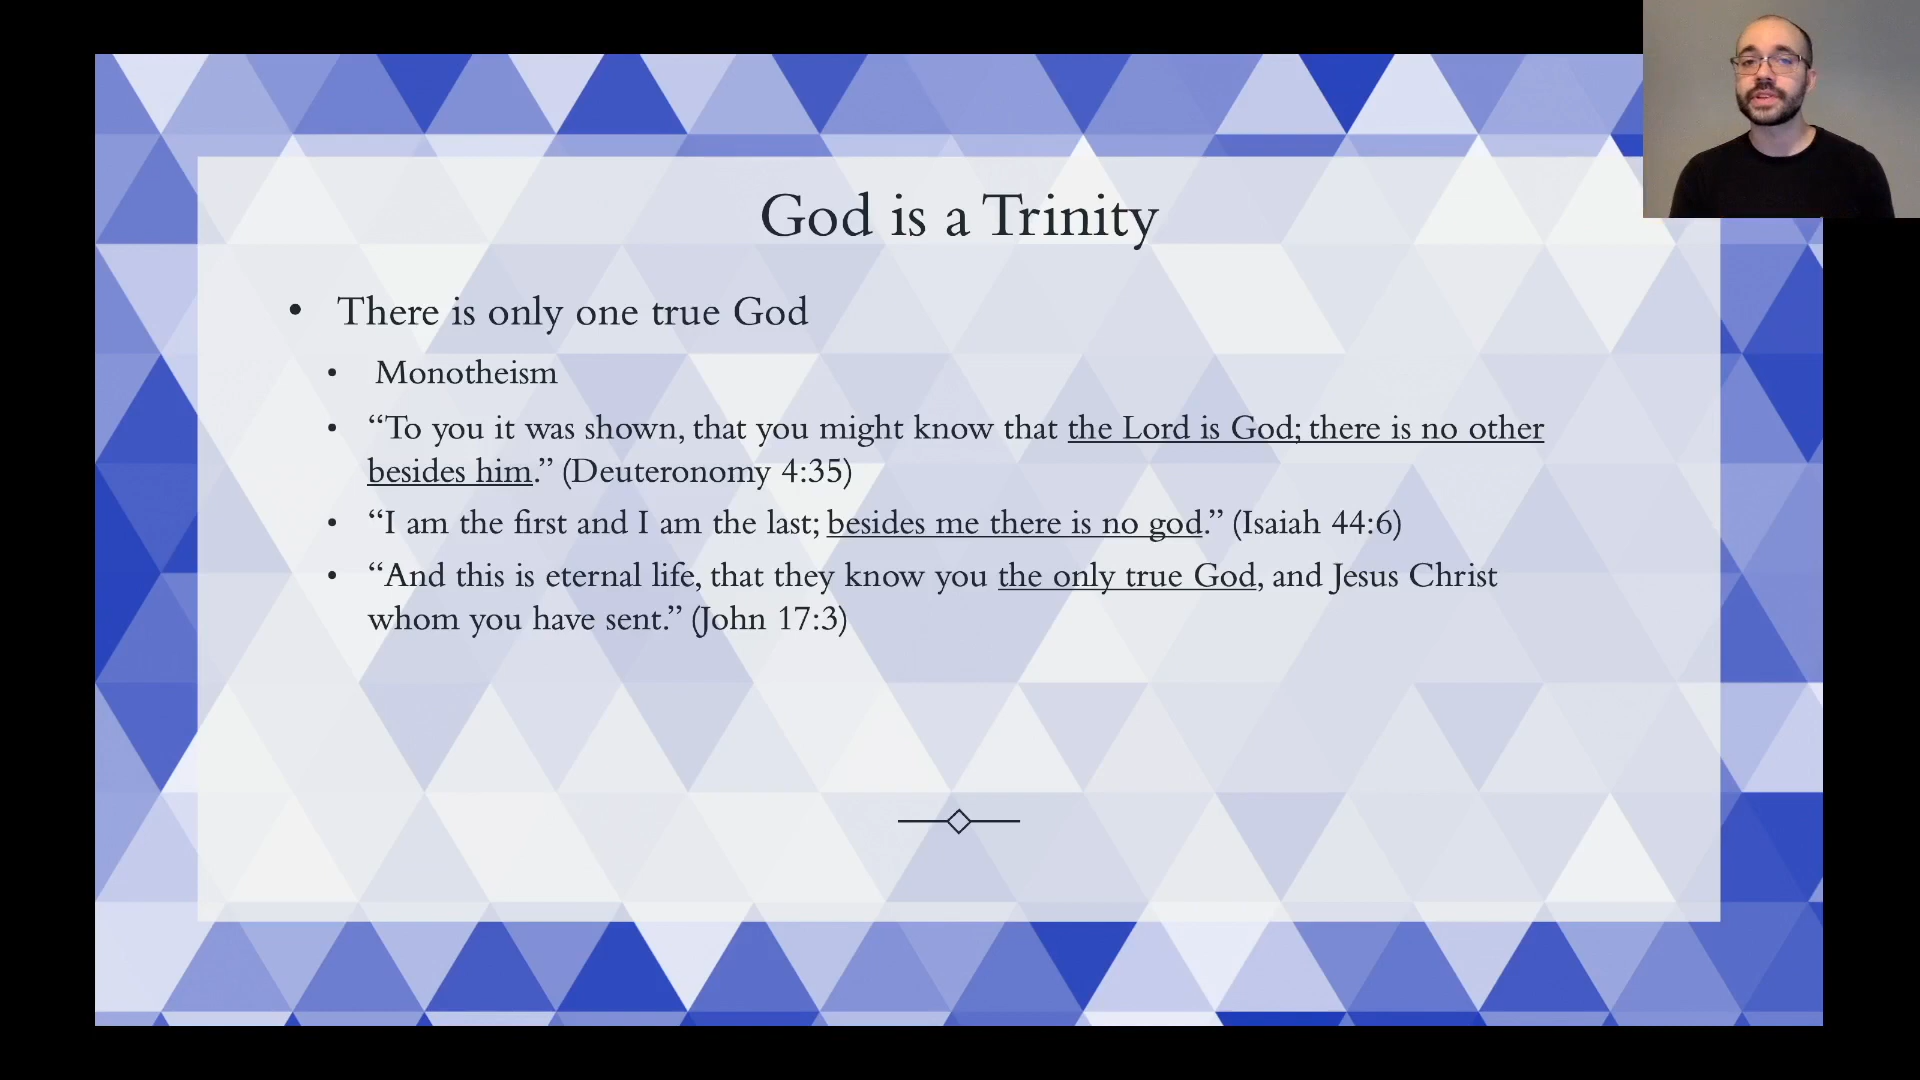 God is a Trinity
• There is only one true God
• Monotheism
• “To you it was shown, that you might know that the Lord is God; there is no other
besides him.” (Deuteronomy 4:35)
• “I am the first and I am the last; besides me there is no god.” (Isaiah 44:6)
• “And this is eternal life, that they know you the only true God, and Jesus Christ
whom you have sent.” (John 17:3)